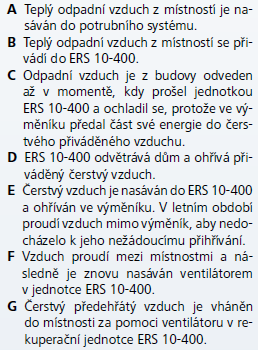 A Teplý odpadní vzduch z místností je na-
sáván do potrubního systému.
B Teplý odpadní vzduch z místností se při-
vádí do ERS 10-400.
C Odpadní vzduch je z budovy odveden
až v momentě, kdy prošel jednotkou
ERS 10-400 a ochladil se, protože ve vý-
měníku předal část své energie do čers-
tvého přiváděného vzduchu.
D ERS 10-400 odvětrává dům a ohřívá při-
váděný čerstvý vzduch.
E Čerstvý vzduch je nasáván do ERS 10-400
a ohříván ve výměníku. V letním období
proudí vzduch mimo výměník, aby nedo-
cházelo k jeho nežádoucímu přihřívání.
F Vzduch proudí mezi místnostmi a ná-
sledně je znovu nasáván ventilátorem
v jednotce ERS 10-400.
G Čerstvý předehřátý vzduch je vháněn
do místnosti za pomoci ventilátoru v re-
kuperační jednotce ERS 10-400.